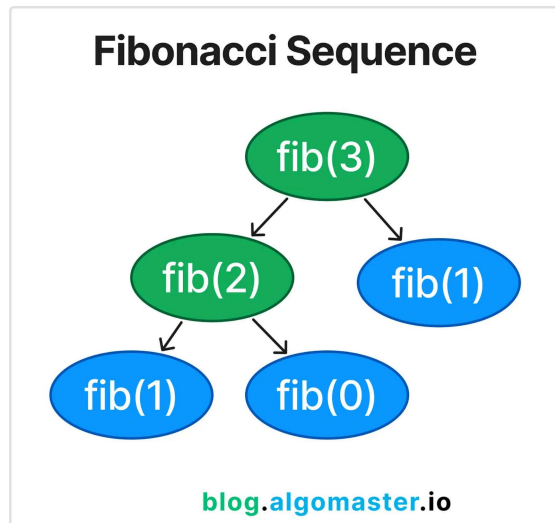 Fibonacci Sequence
fib(3)
fib(2)
fib(1)
fib(1)
fib(0)
blog.algomaster.io